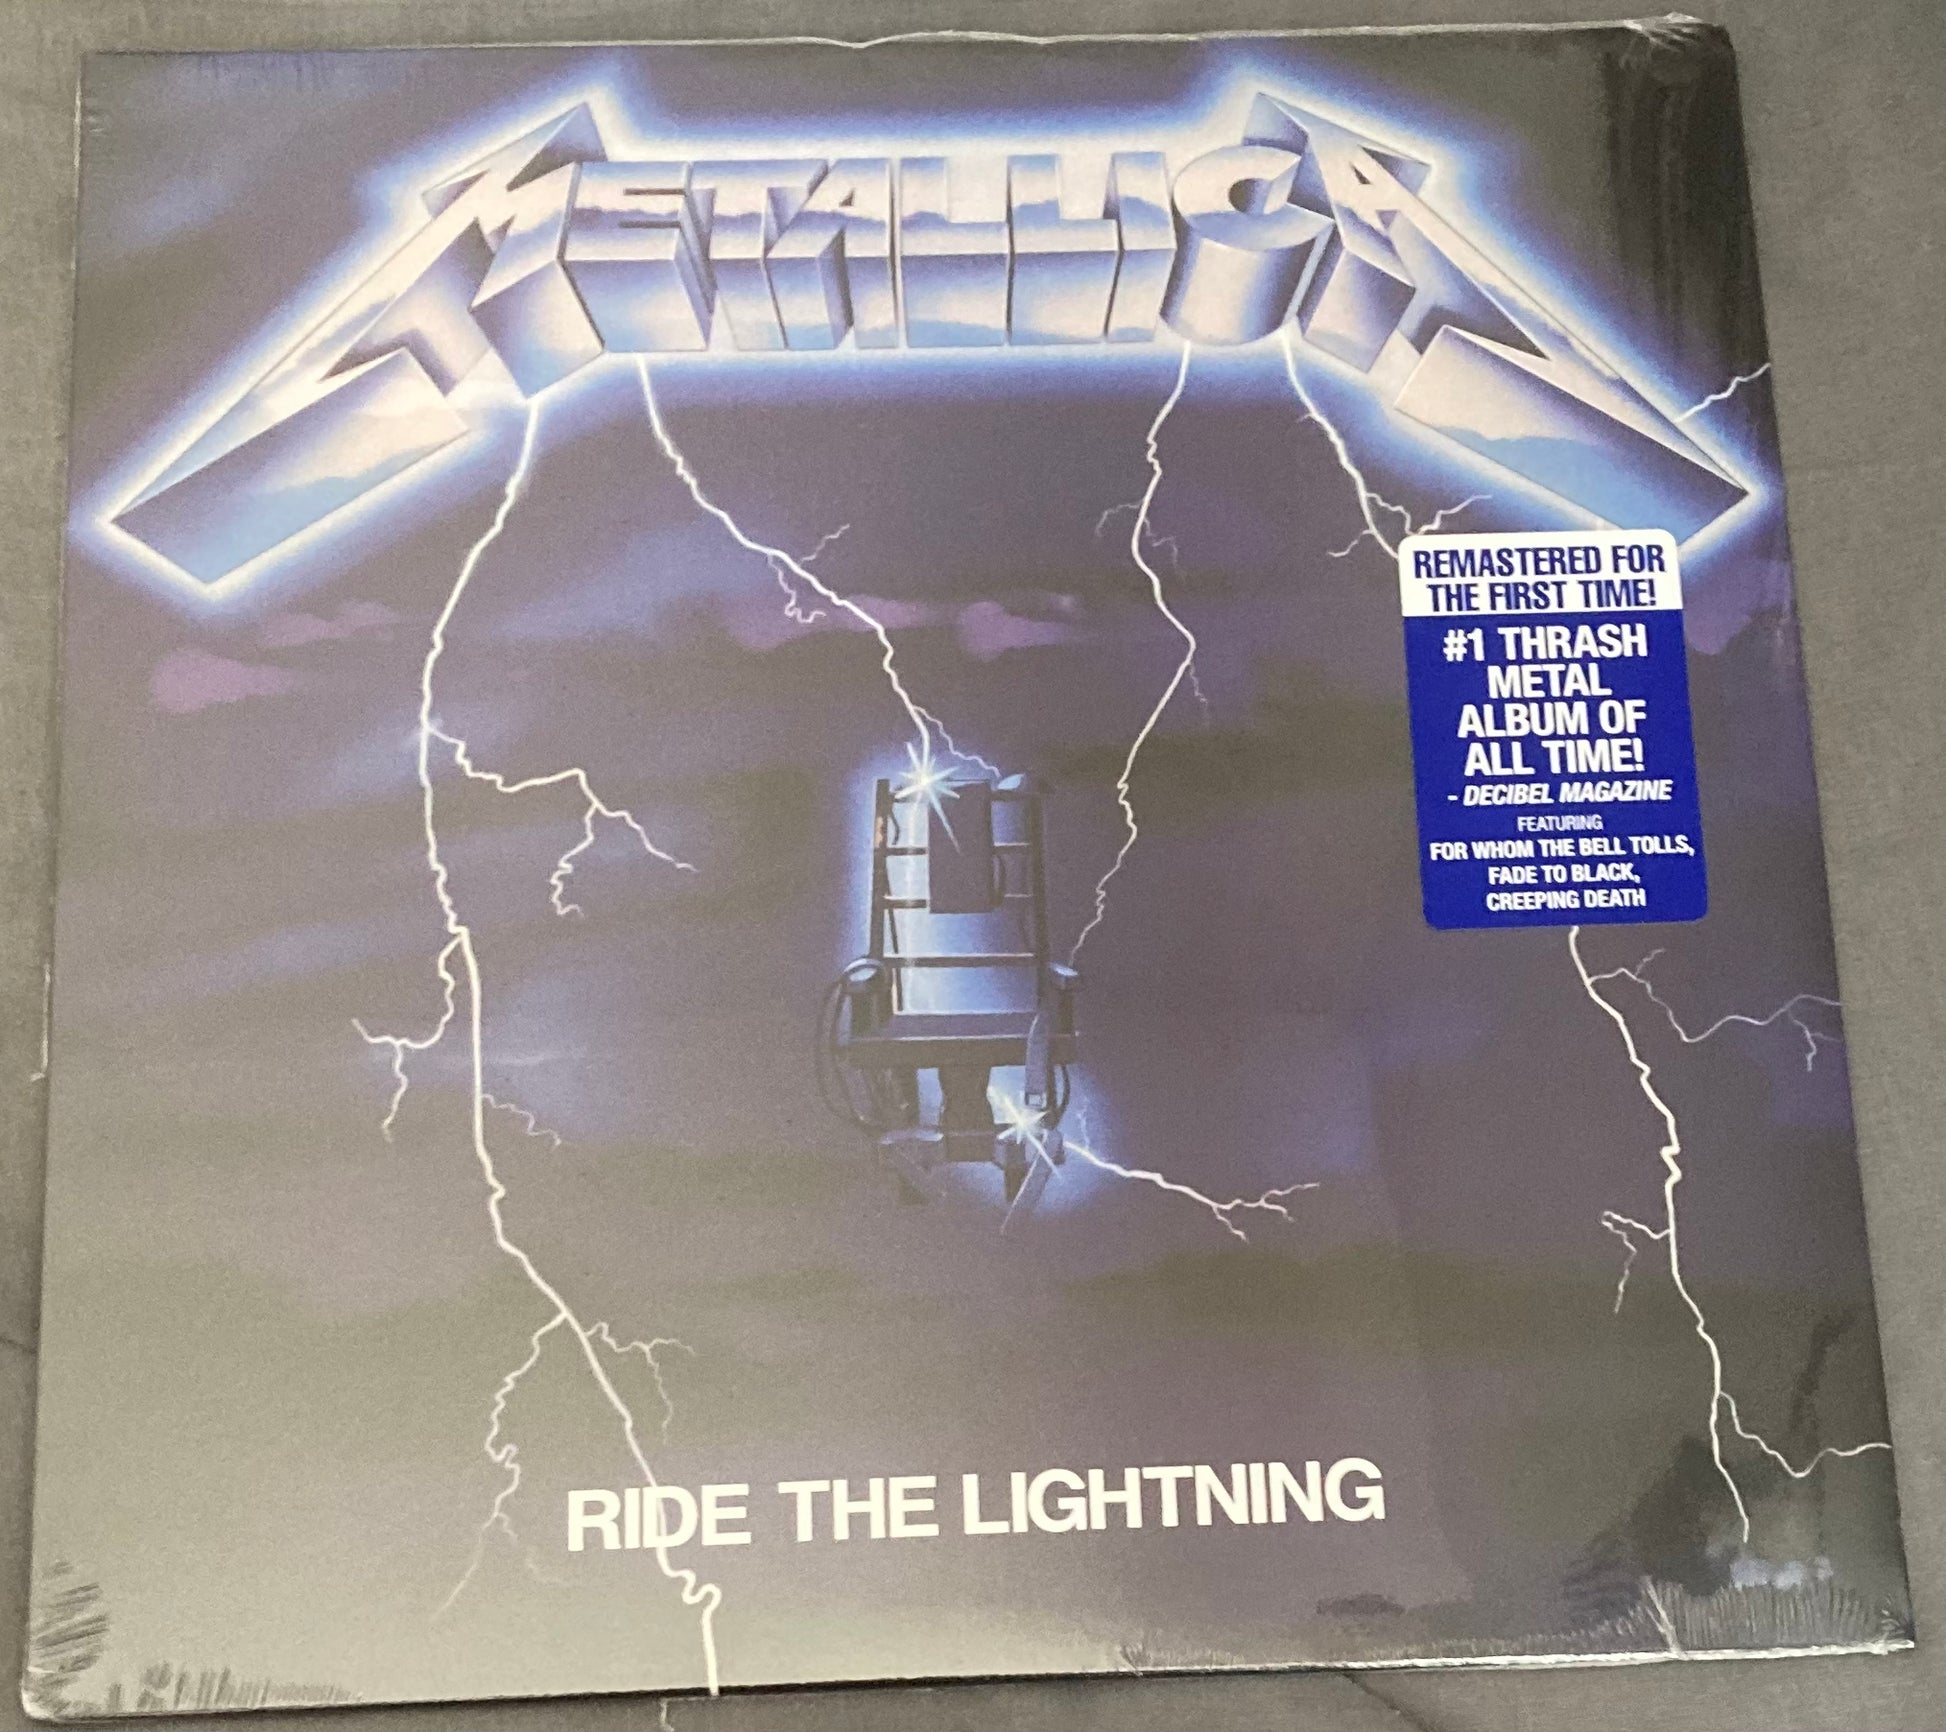 METALLICA
REMASTERED FOR
THE FIRST TIME!
#1 THRASH
METAL
ALBUM OF
ALL TIME!
- DECIBEL MAGAZINE
FEATURING
FOR WHOM THE BELL TOLLS,
FADE TO BLACK,
CREEPING DEATH
RIDE THE LIGHTNING